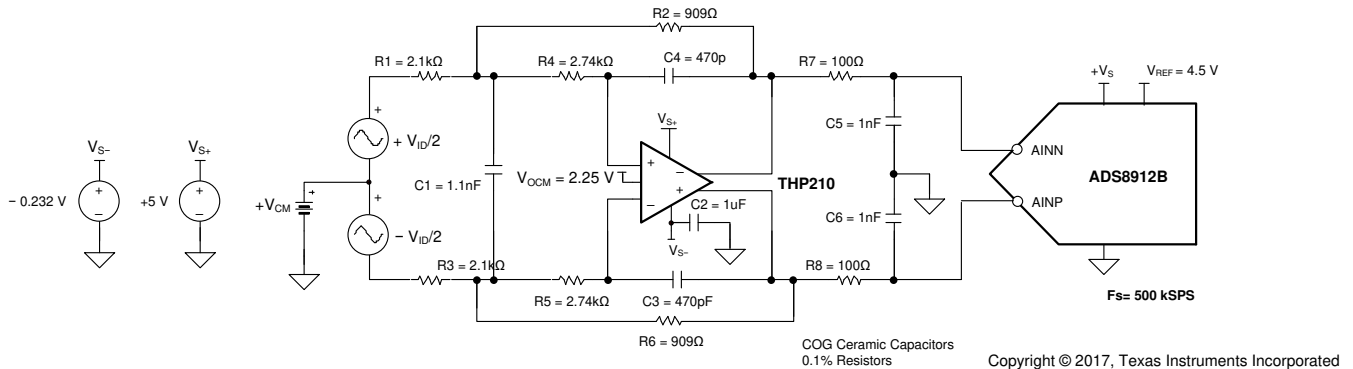 R2 = 909Ω
R1 = 2.1kΩ
R4 = 2.74kΩ
C4 = 470p
R7 = 100Ω
+VS
VREF = 4.5 V
+
+ VID/2
VS+
C5 = 1nF
AINN
VS−
VS+
+
−
− 0.232 V
+
−
+5 V
+VCM
+
C1 = 1.1nF
VOCM = 2.25 V
+
−
−
+
THP210
ADS8912B
C2 = 1uF
AINP
+
− VID/2
VS−
C6 = 1nF
R3 = 2.1kΩ
R8 = 100Ω
R5 = 2.74kΩ
C3 = 470pF
Fs= 500 kSPS
R6 = 909Ω
COG Ceramic Capacitors
0.1% Resistors
Copyright © 2017, Texas Instruments Incorporated